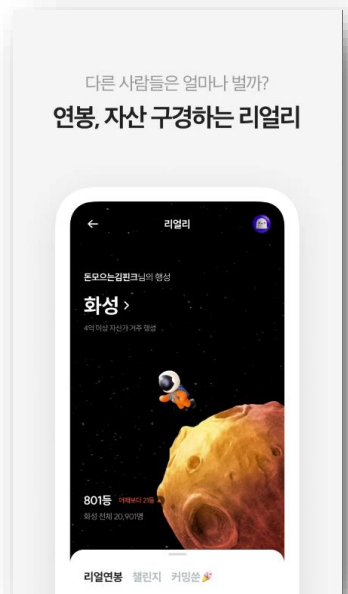 다른 사람들은 얼마나 벌까?
연봉, 자산 구경하는 리얼리
리얼리
돈모으는김핀크님의 행성
화성 >
4억 이상 자산가 거주 행성
801등 어제보다 21등 ▲
화성 전체 20,901명
리얼연봉 챌린지 커밍쑨🎉